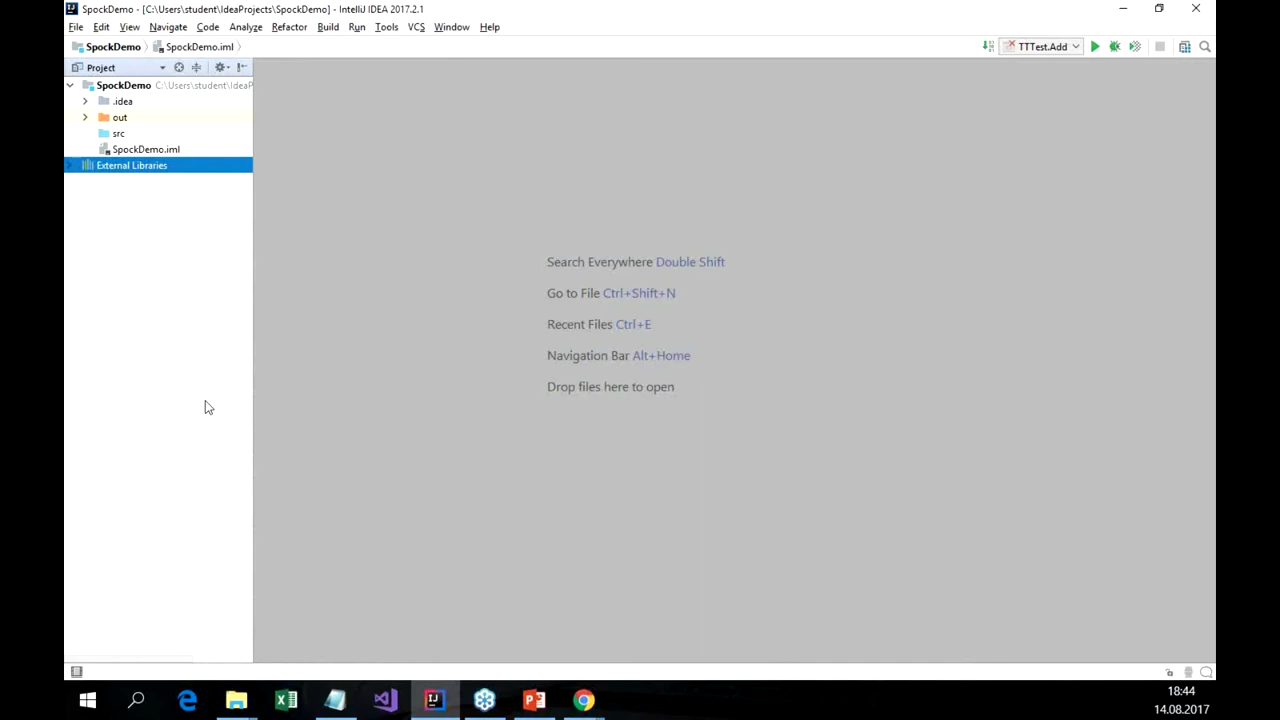 SpockDemo - [C:\Users\student\IdeaProjects\SpockDemo] - IntelliJ IDEA 2017.2.1
File Edit View Navigate Code Analyze Refactor Build Run Tools VCS Window Help
SpockDemo SpockDemo.iml TTTest.Add
Project
SpockDemo C:\Users\student\IdeaP
.idea
out
src
SpockDemo.iml
External Libraries
Search Everywhere Double Shift
Go to File Ctrl+Shift+N
Recent Files Ctrl+E
Navigation Bar Alt+Home
Drop files here to open
18:44
14.08.2017